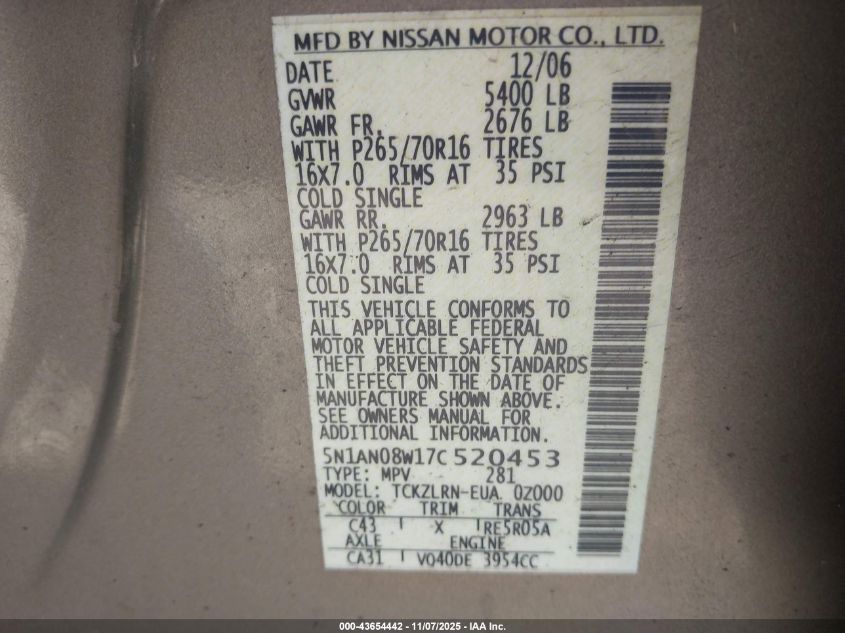 MFD BY NISSAN MOTOR CO., LTD.
DATE 12/06
GVWR 5400 LB
GAWR FR. 2676 LB
WITH P265/70R16 TIRES
16X7.0 RIMS AT 35 PSI
COLD SINGLE
GAWR RR. 2963 LB
WITH P265/70R16 TIRES
16X7.0 RIMS AT 35 PSI
COLD SINGLE
THIS VEHICLE CONFORMS TO
ALL APPLICABLE FEDERAL
MOTOR VEHICLE SAFETY AND
THEFT PREVENTION STANDARDS
IN EFFECT ON THE DATE OF
MANUFACTURE SHOWN ABOVE.
SEE OWNERS MANUAL FOR
ADDITIONAL INFORMATION.
5N1AN08W17C520453
TYPE: MPV 281
MODEL: TCKZLRN-EUA 0Z000
COLOR TRIM TRANS
C43 X RE5R05A
AXLE ENGINE
CA31 VQ40DE 3954CC
000-43654442 - 11/07/2025 - IAA Inc.